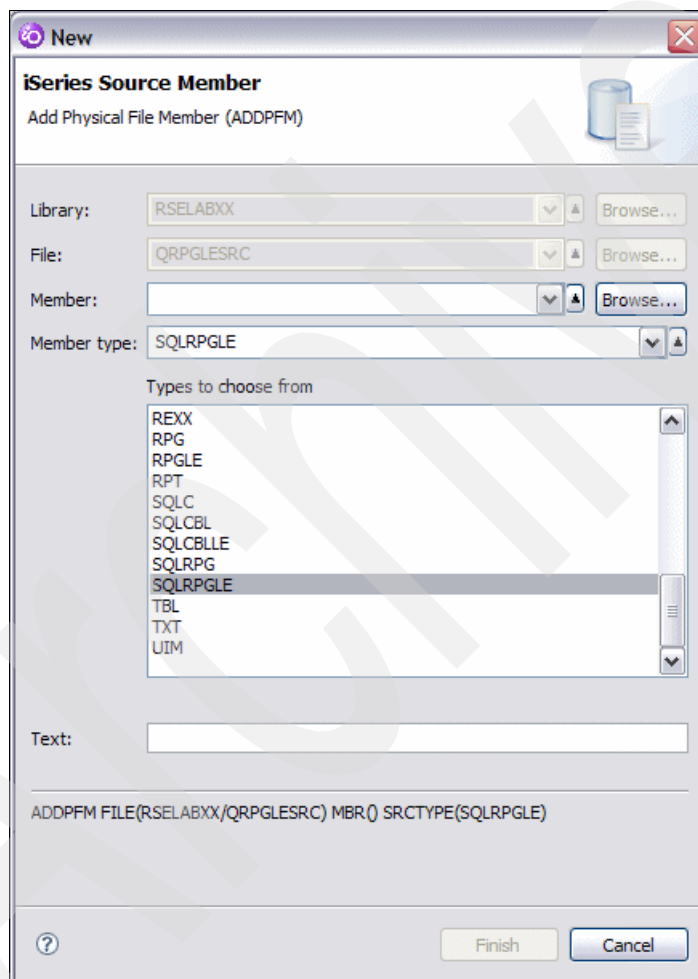 New
iSeries Source Member
Add Physical File Member (ADDPFM)
Library: RSELABXX Browse...
File: QRPGLESRC Browse...
Member: Browse...
Member type: SQLRPGLE
Types to choose from
REXX
RPG
RPGLE
RPT
SQLC
SQLCBL
SQLCBLLE
SQLRPG
SQLRPGLE
TBL
TXT
UIM
Text:
ADDPFM FILE(RSELABXX/QRPGLESRC) MBR() SRCTYPE(SQLRPGLE)
? Finish Cancel